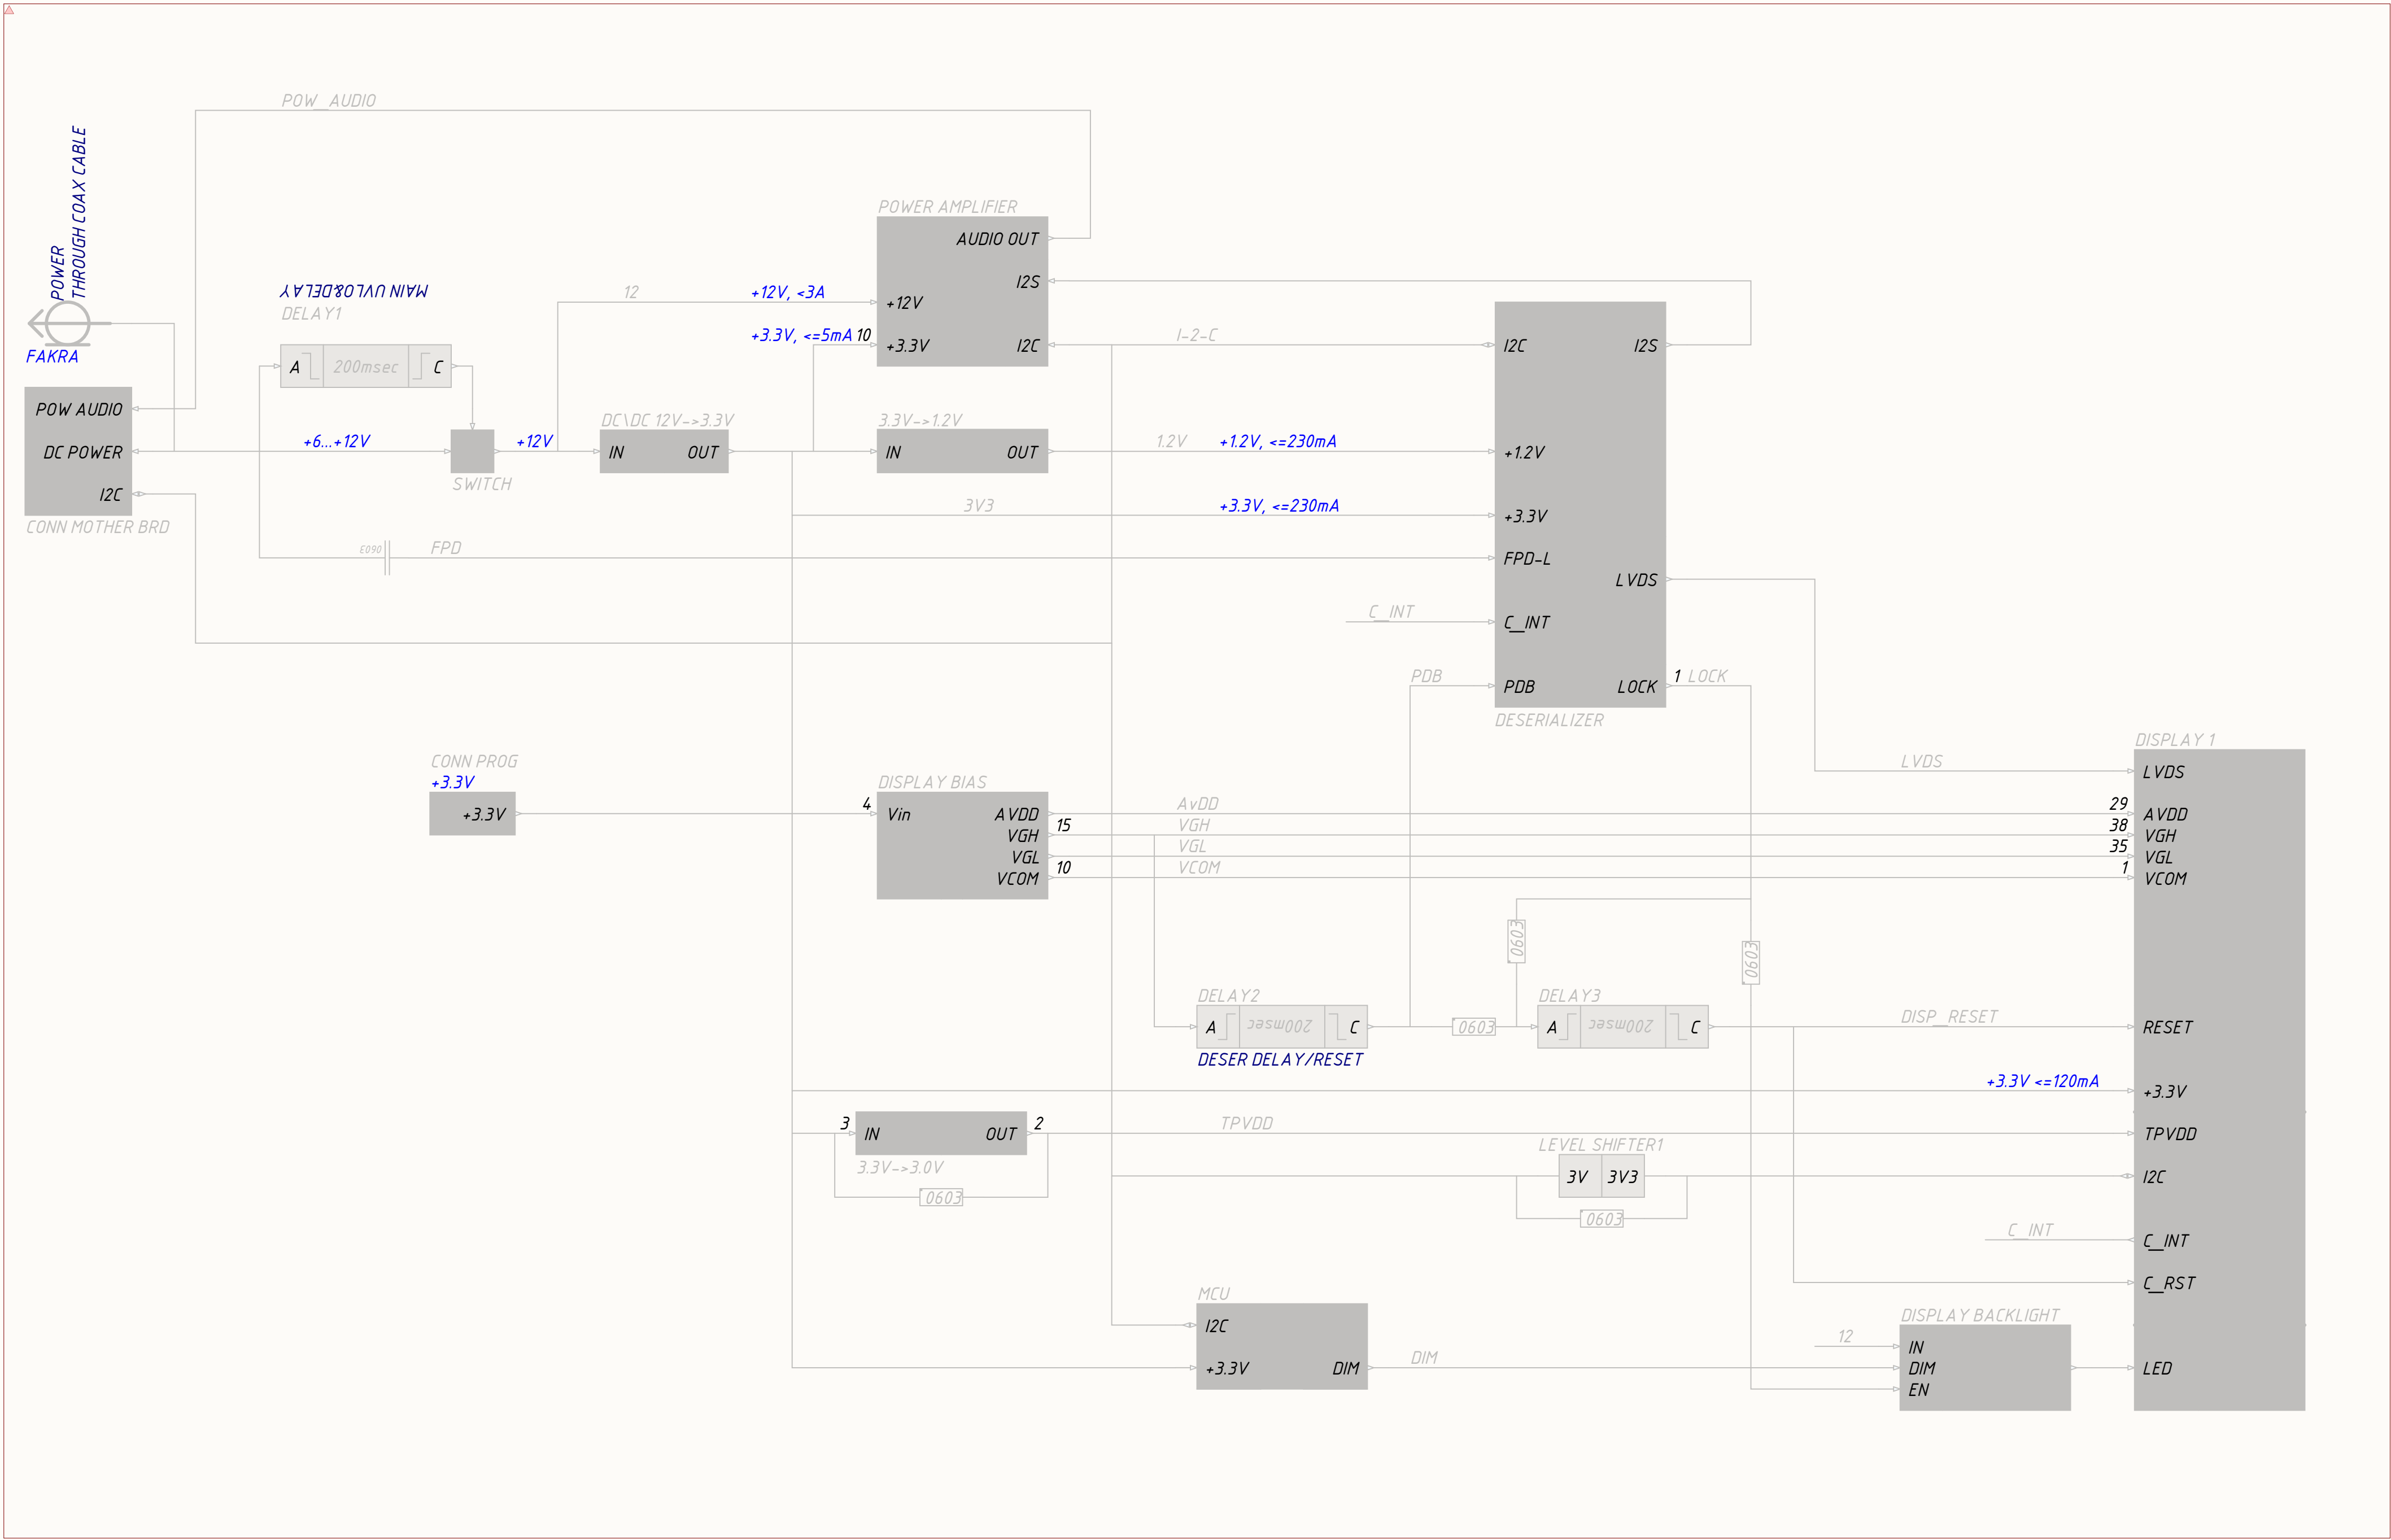 POW_AUDIO
POWER
THROUGH COAX CABLE
FAKRA
MAIN UVLO&DELAY
DELAY1
A
200msec
C
POW AUDIO
DC POWER
I2C
CONN MOTHER BRD
+6...+12V
SWITCH
+12V
12
+12V, <3A
+3.3V, <=5mA
10
POWER AMPLIFIER
AUDIO OUT
I2S
+12V
+3.3V
I2C
DC\DC 12V->3.3V
IN
OUT
3.3V->1.2V
IN
OUT
I-2-C
1.2V
+1.2V, <=230mA
3V3
+3.3V, <=230mA
0603
FPD
C_INT
PDB
I2C
I2S
+1.2V
+3.3V
FPD-L
LVDS
C_INT
PDB
LOCK
1
LOCK
DESERIALIZER
CONN PROG
+3.3V
+3.3V
DISPLAY BIAS
4
Vin
AVDD
VGH
VGL
VCOM
15
10
AvDD
VGH
VGL
VCOM
LVDS
DISPLAY 1
29
38
35
1
LVDS
AVDD
VGH
VGL
VCOM
RESET
+3.3V
TPVDD
I2C
C_INT
C_RST
LED
0603
0603
DELAY2
A
200msec
C
DESER DELAY/RESET
0603
DELAY3
A
200msec
C
DISP_RESET
+3.3V <=120mA
3
IN
OUT
2
3.3V->3.0V
0603
TPVDD
LEVEL SHIFTER1
3V
3V3
0603
C_INT
MCU
I2C
+3.3V
DIM
DIM
DISPLAY BACKLIGHT
12
IN
DIM
EN